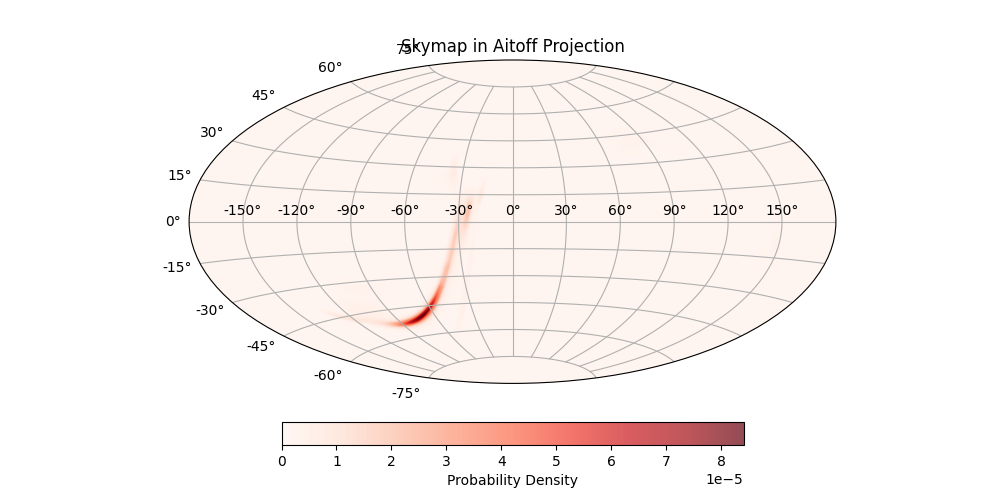 Skymap in Aitoff Projection
75°
60°
45°
30°
15°
-150° -120° -90° -60° -30° 0° 30° 60° 90° 120° 150°
0°
-15°
-30°
-45°
-60°
-75°
0 1 2 3 4 5 6 7 8
1e−5
Probability Density